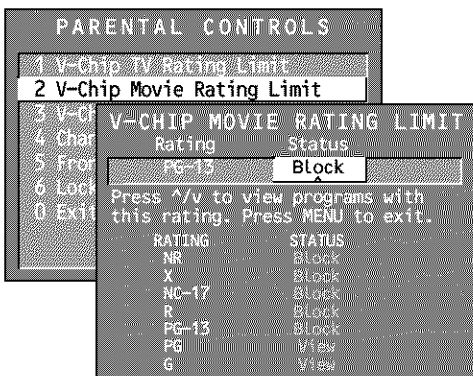 PARENTAL CONTROLS
1 V-Chip TV Rating Limit
2 V-Chip Movie Rating Limit
3 V-Ch
4 Chan
5 Fron
6 Lock
0 Exit
V-CHIP MOVIE RATING LIMIT
Rating Status
PG-13 Block
Press ^/v to view programs with
this rating. Press MENU to exit.
RATING STATUS
NR Block
X Block
NC-17 Block
R Block
PG-13 Block
PG View
G View